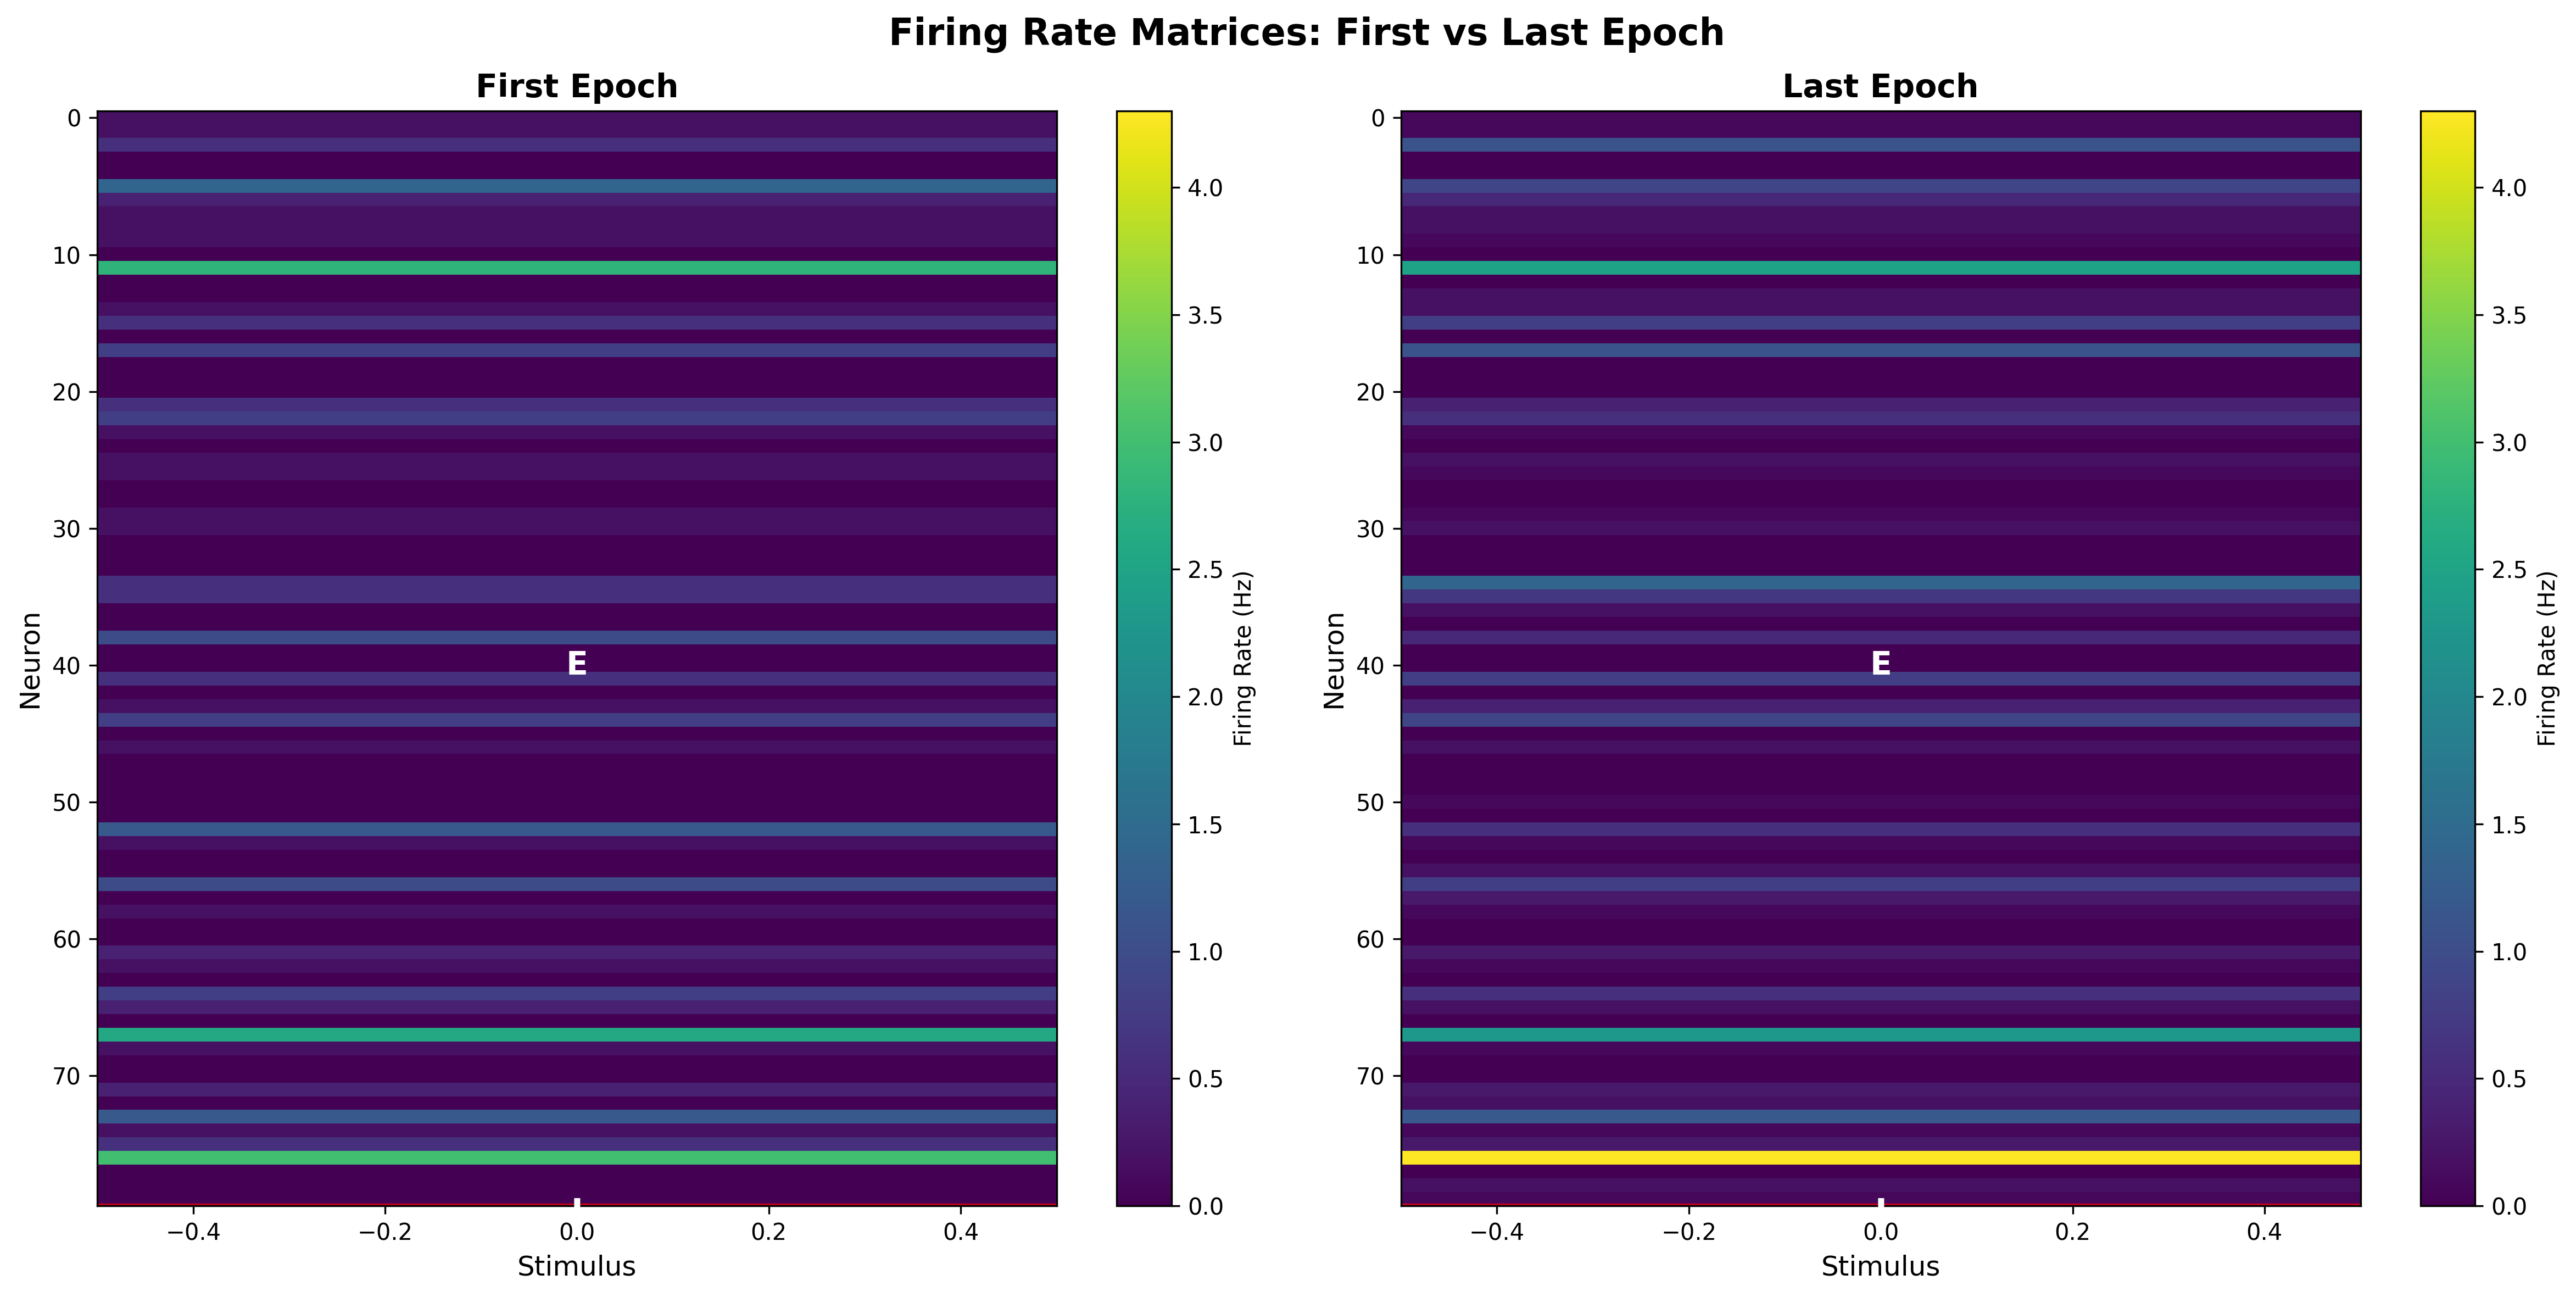 Firing Rate Matrices: First vs Last Epoch
First Epoch
Neuron
0
10
20
30
40
50
60
70
E
I
−0.4 −0.2 0.0 0.2 0.4
Stimulus
4.0
3.5
3.0
2.5
2.0
1.5
1.0
0.5
0.0
Firing Rate (Hz)
Last Epoch
Neuron
0
10
20
30
40
50
60
70
E
I
−0.4 −0.2 0.0 0.2 0.4
Stimulus
4.0
3.5
3.0
2.5
2.0
1.5
1.0
0.5
0.0
Firing Rate (Hz)